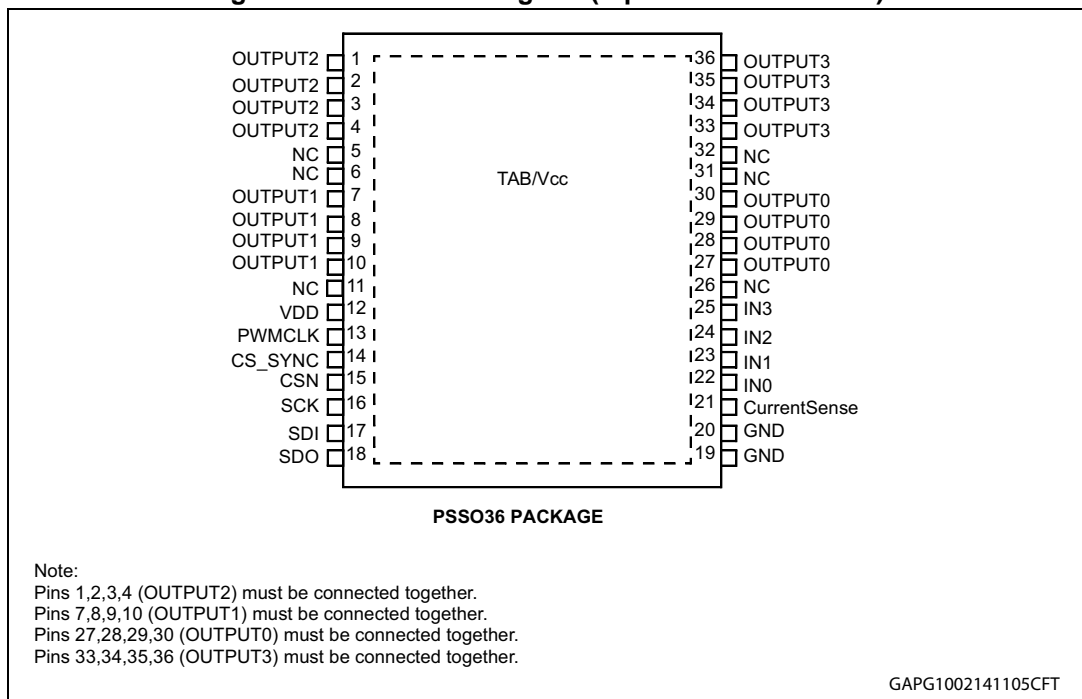 OUTPUT2 1 36 OUTPUT3
OUTPUT2 2 35 OUTPUT3
OUTPUT2 3 34 OUTPUT3
OUTPUT2 4 33 OUTPUT3
NC 5 32 NC
NC 6 TAB/Vcc 31 NC
OUTPUT1 7 30 OUTPUT0
OUTPUT1 8 29 OUTPUT0
OUTPUT1 9 28 OUTPUT0
OUTPUT1 10 27 OUTPUT0
NC 11 26 NC
VDD 12 25 IN3
PWMCLK 13 24 IN2
CS_SYNC 14 23 IN1
CSN 15 22 IN0
SCK 16 21 CurrentSense
SDI 17 20 GND
SDO 18 19 GND
PSSO36 PACKAGE
Note:
Pins 1,2,3,4 (OUTPUT2) must be connected together.
Pins 7,8,9,10 (OUTPUT1) must be connected together.
Pins 27,28,29,30 (OUTPUT0) must be connected together.
Pins 33,34,35,36 (OUTPUT3) must be connected together.
GAPG1002141105CFT